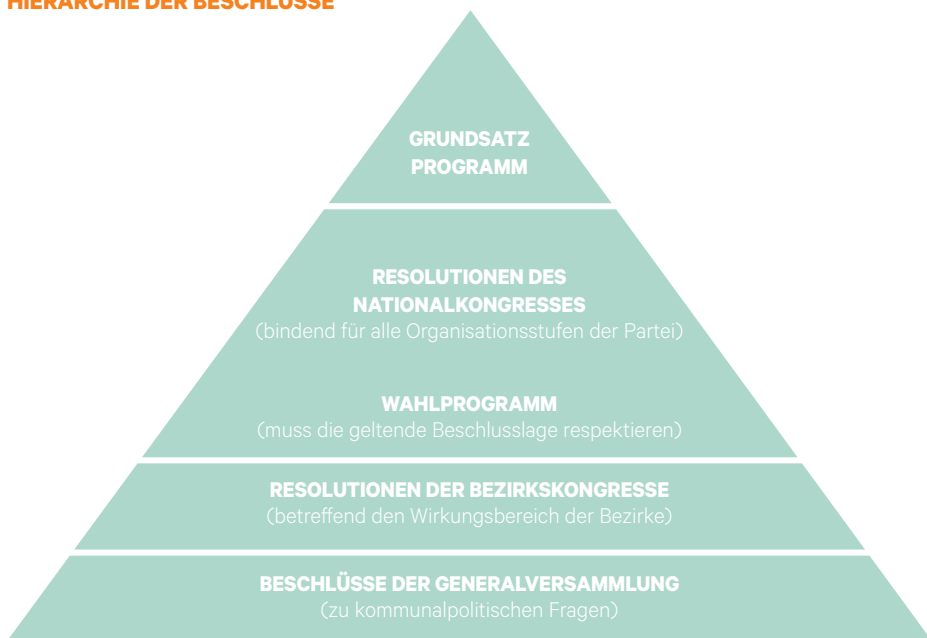 HIERARCHIE DER BESCHLÜSSE
GRUNDSATZ
PROGRAMM
RESOLUTIONEN DES
NATIONALKONGRESSES
(bindend für alle Organisationsstufen der Partei)
WAHLPROGRAMM
(muss die geltende Beschlusslage respektieren)
RESOLUTIONEN DER BEZIRKSKONGRESSE
(betreffend den Wirkungsbereich der Bezirke)
BESCHLÜSSE DER GENERALVERSAMMLUNG
(zu kommunalpolitischen Fragen)